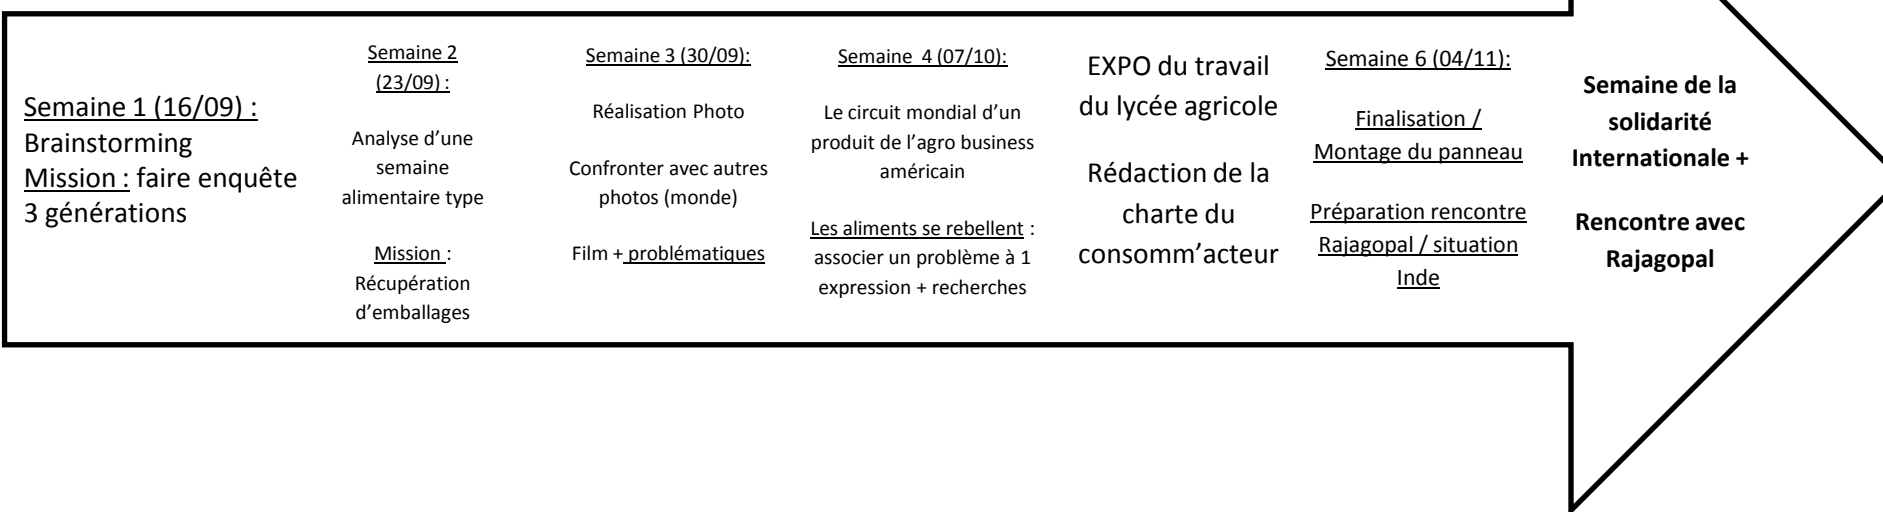 Semaine 1 (16/09) :
Brainstorming
Mission : faire enquête
3 générations
Semaine 2
(23/09) :
Analyse d’une
semaine
alimentaire type
Mission :
Récupération
d’emballages
Semaine 3 (30/09):
Réalisation Photo
Confronter avec autres
photos (monde)
Film + problématiques
Semaine 4 (07/10):
Le circuit mondial d’un
produit de l’agro business
américain
Les aliments se rebellent :
associer un problème à 1
expression + recherches
EXPO du travail
du lycée agricole
Rédaction de la
charte du
consomm’acteur
Semaine 6 (04/11):
Finalisation /
Montage du panneau
Préparation rencontre
Rajagopal / situation
Inde
Semaine de la
solidarité
Internationale +
Rencontre avec
Rajagopal